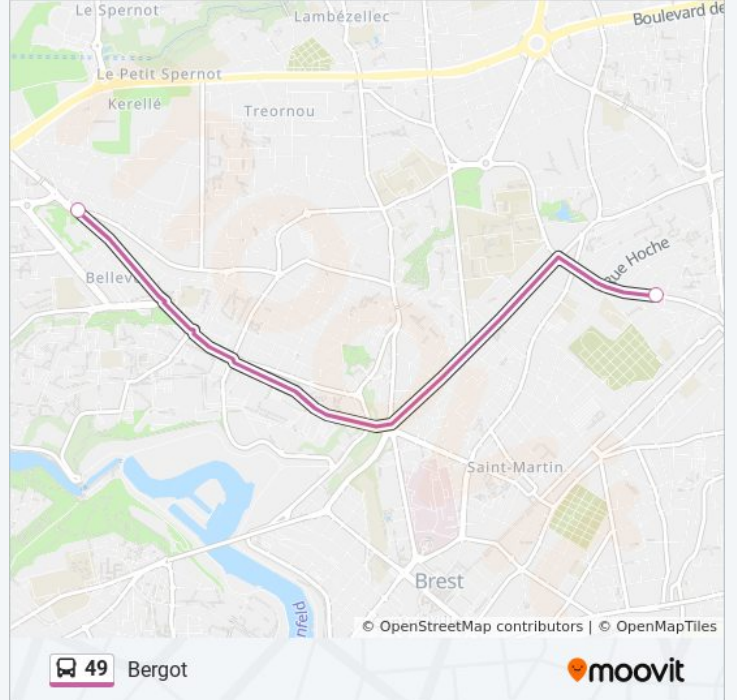 Le Spernot
Lambézellec
Boulevard de
Le Petit Spernot
Kerellé
Treornou
Rue Hoche
Bellev
Saint-Martin
Brest
nfeld
© OpenStreetMap contributors | © OpenMapTiles
49 Bergot
moovit